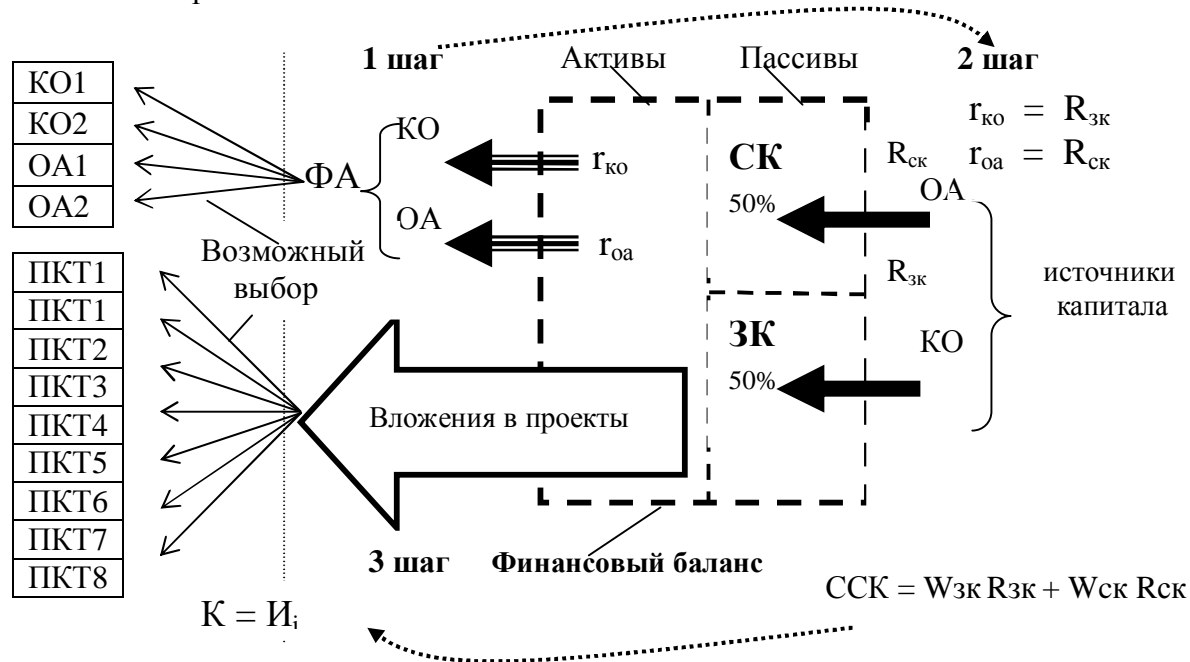 1 шаг
Активы
Пассивы
2 шаг
КО1
КО2
ОА1
ОА2
ФА
КО
ОА
rко
rоа
СК
50%
Rск
ОА
rко = Rзк
rоа = Rск
Возможный
выбор
ПКТ1
ПКТ1
ПКТ2
ПКТ3
ПКТ4
ПКТ5
ПКТ6
ПКТ7
ПКТ8
Вложения в проекты
ЗК
50%
Rзк
КО
источники
капитала
3 шаг
Финансовый баланс
ССК = Wзк Rзк + Wск Rск
К = Иi